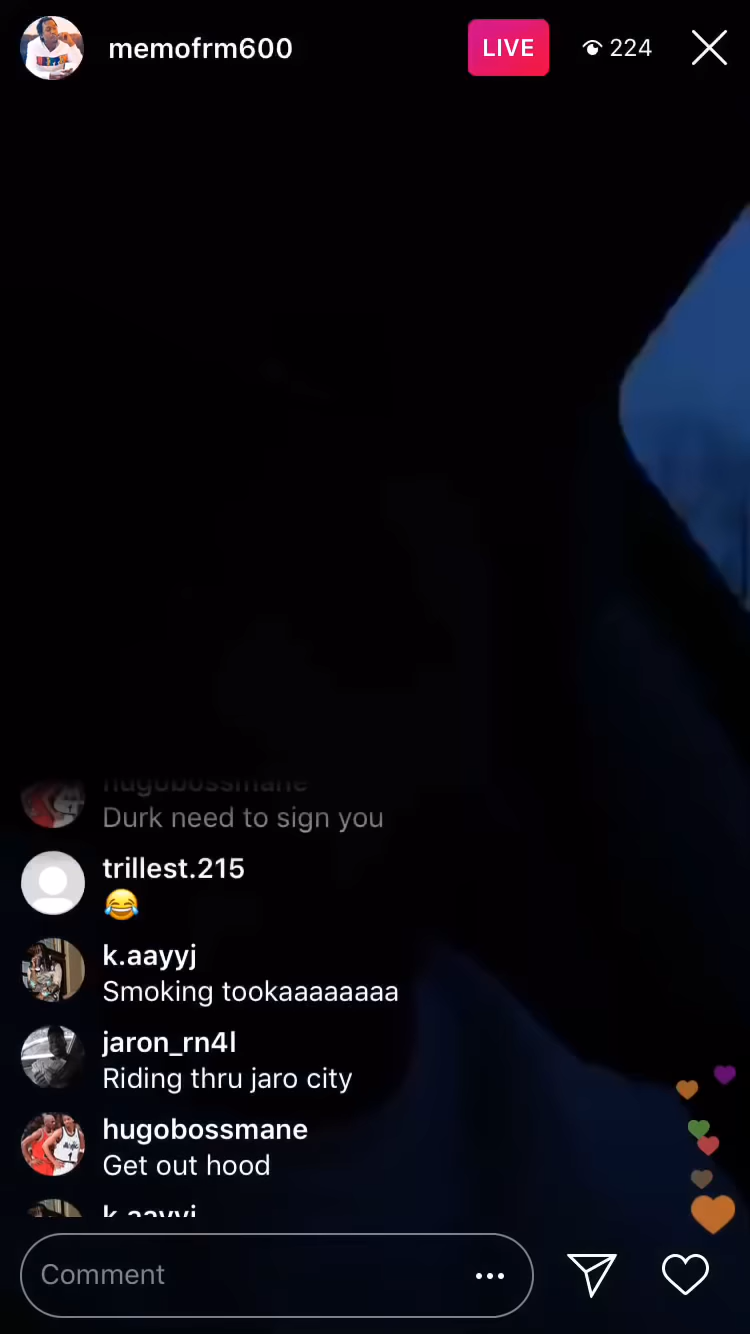 memofrm600
LIVE
224
hugobossmane
Durk need to sign you
trillest.215
😂
k.aayyj
Smoking tookaaaaaaaa
jaron_rn4l
Riding thru jaro city
hugobossmane
Get out hood
k.aayyj
Comment